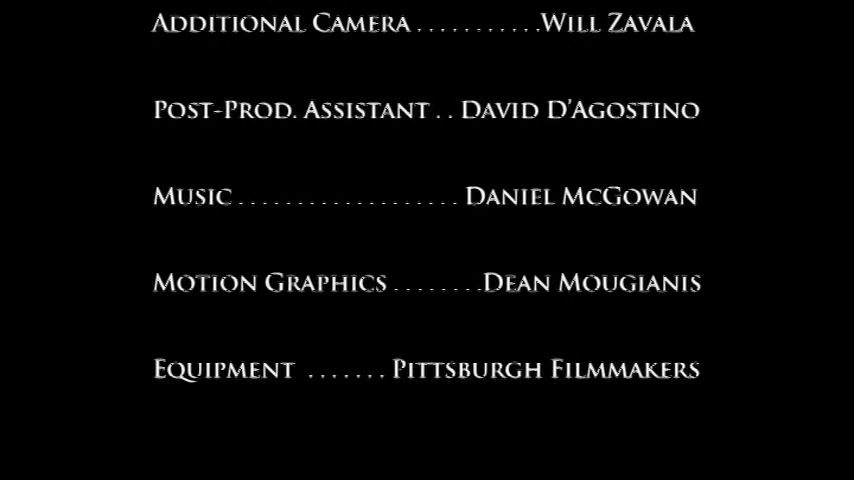 Additional Camera . . . . . . . . . . .Will Zavala
Post-Prod. Assistant . . David D'Agostino
Music . . . . . . . . . . . . . . . . . . . Daniel McGowan
Motion Graphics . . . . . . . .Dean Mougianis
Equipment . . . . . . . Pittsburgh Filmmakers